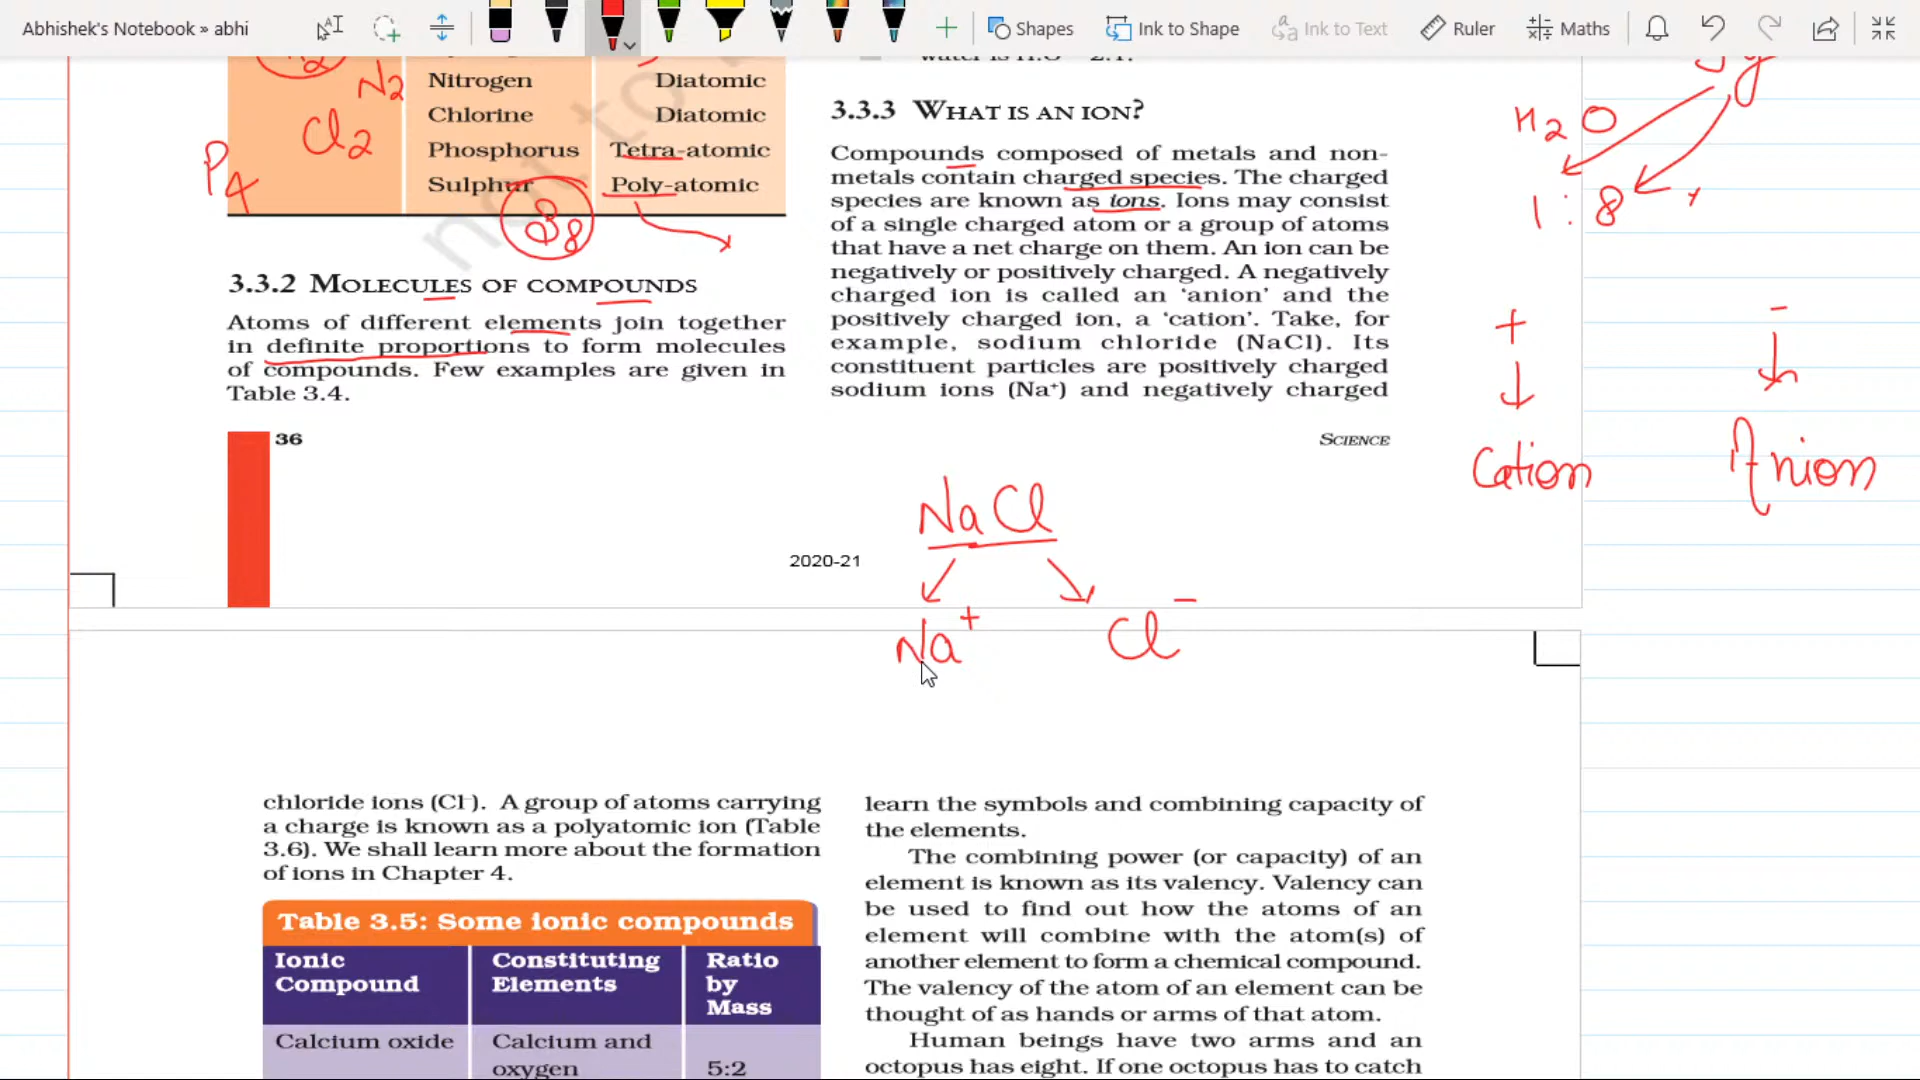 Abhishek's Notebook » abhi
Shapes
Ink to Shape
Ink to Text
Ruler
Maths
N2
Nitrogen Diatomic
Chlorine Diatomic
Phosphorus Tetra-atomic
Sulphur Poly-atomic
Cl2
P4
S8
not to
3.3.2 MOLECULES OF COMPOUNDS
Atoms of different elements join together
in definite proportions to form molecules
of compounds. Few examples are given in
Table 3.4.
36
3.3.3 WHAT IS AN ION?
Compounds composed of metals and non-
metals contain charged species. The charged
species are known as ions. Ions may consist
of a single charged atom or a group of atoms
that have a net charge on them. An ion can be
negatively or positively charged. A negatively
charged ion is called an ‘anion’ and the
positively charged ion, a ‘cation’. Take, for
example, sodium chloride (NaCl). Its
constituent particles are positively charged
sodium ions (Na+) and negatively charged
SCIENCE
H2O
1 : 8
+
-
Cation
Anion
NaCl
Na+
Cl-
2020-21
chloride ions (Cl–). A group of atoms carrying
a charge is known as a polyatomic ion (Table
3.6). We shall learn more about the formation
of ions in Chapter 4.
Table 3.5: Some ionic compounds
Ionic Compound
Constituting Elements
Ratio by Mass
Calcium oxide
Calcium and oxygen
5:2
learn the symbols and combining capacity of
the elements.
The combining power (or capacity) of an
element is known as its valency. Valency can
be used to find out how the atoms of an
element will combine with the atom(s) of
another element to form a chemical compound.
The valency of the atom of an element can be
thought of as hands or arms of that atom.
Human beings have two arms and an
octopus has eight. If one octopus has to catch